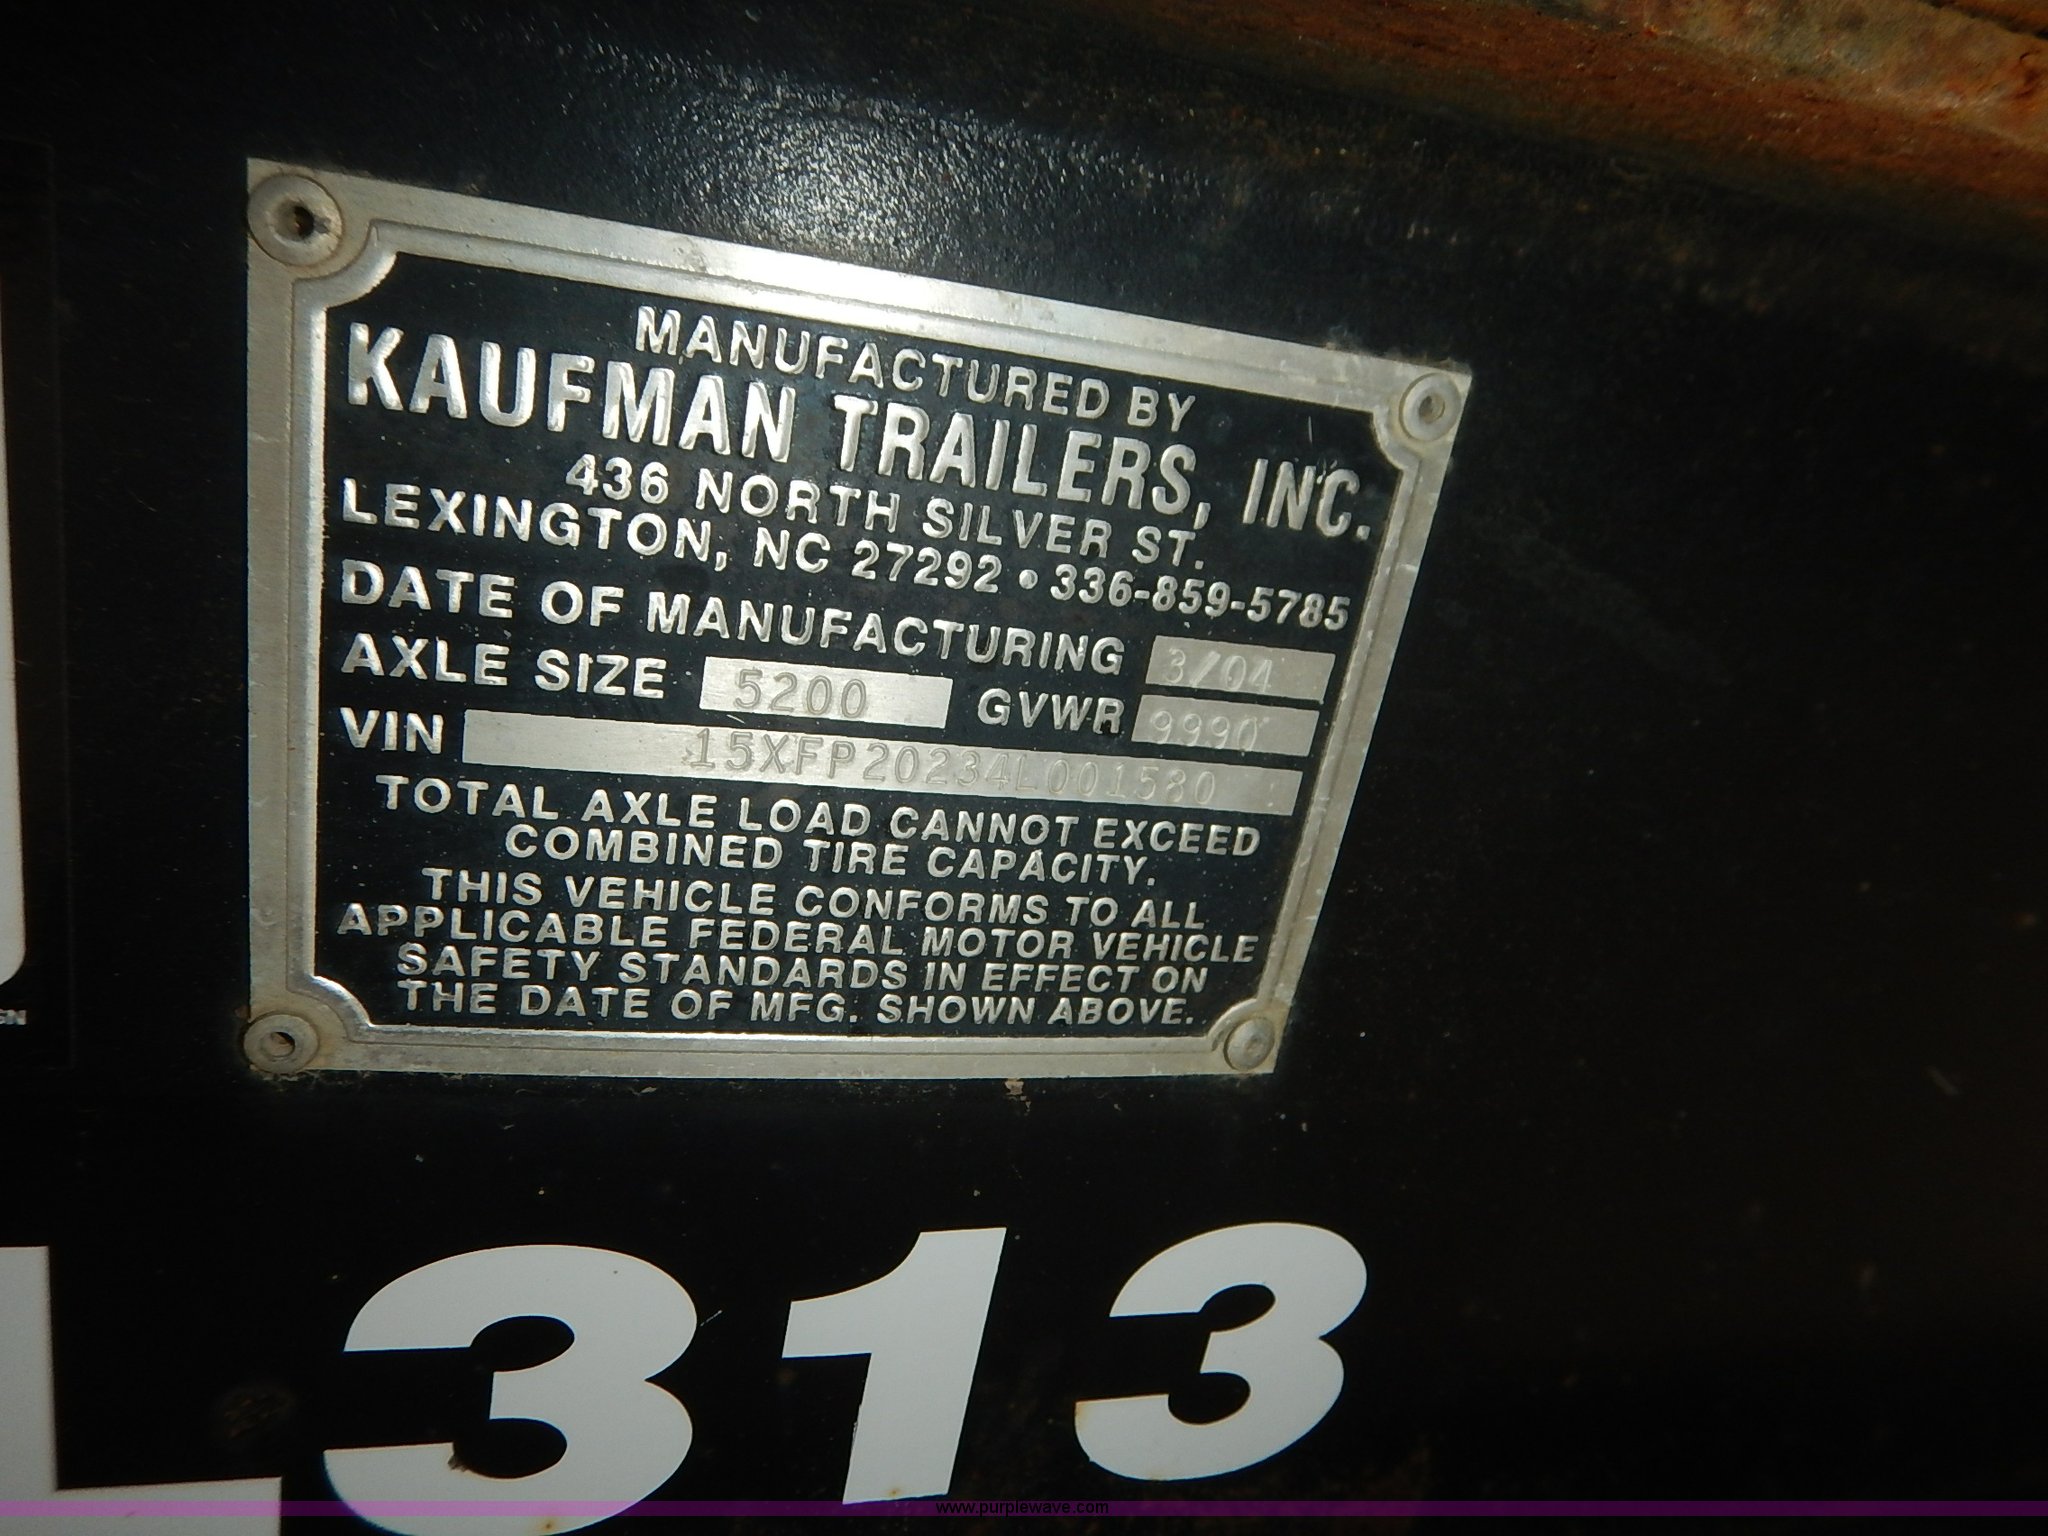 MANUFACTURED BY
KAUFMAN TRAILERS, INC.
436 NORTH SILVER ST.
LEXINGTON, NC 27292 • 336-859-5785
DATE OF MANUFACTURING 3/04
AXLE SIZE 5200 GVWR 9990
VIN 15XFP20234L001580
TOTAL AXLE LOAD CANNOT EXCEED
COMBINED TIRE CAPACITY.
THIS VEHICLE CONFORMS TO ALL
APPLICABLE FEDERAL MOTOR VEHICLE
SAFETY STANDARDS IN EFFECT ON
THE DATE OF MFG. SHOWN ABOVE.
L 313
www.purplewave.com